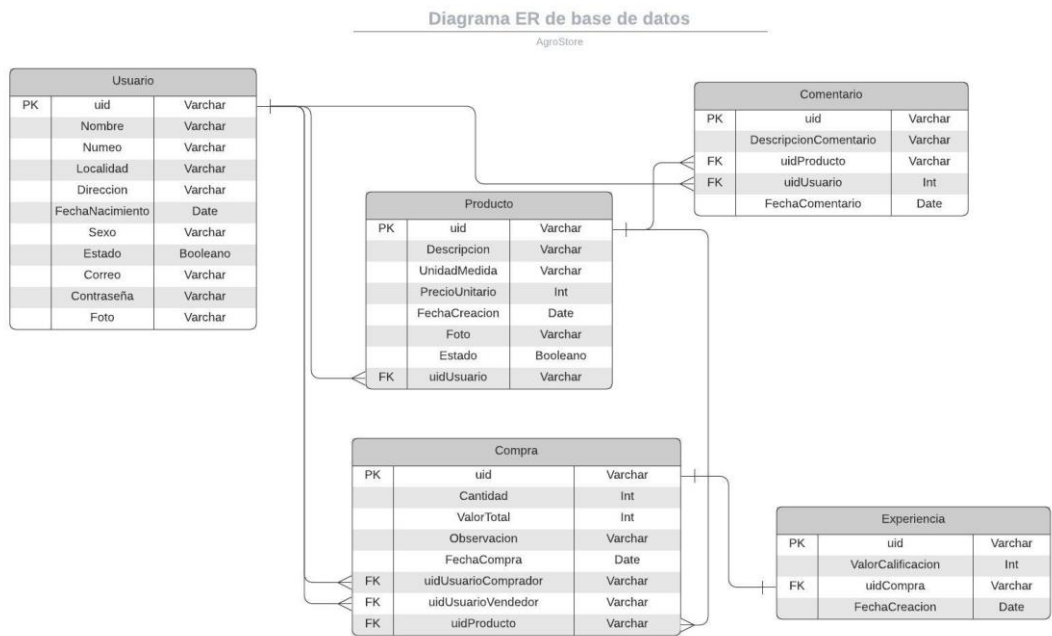 Diagrama ER de base de datos
AgroStore
Usuario
PK uid Varchar
Nombre Varchar
Numeo Varchar
Localidad Varchar
Direccion Varchar
FechaNacimiento Date
Sexo Varchar
Estado Booleano
Correo Varchar
Contraseña Varchar
Foto Varchar
Comentario
PK uid Varchar
DescripcionComentario Varchar
FK uidProducto Varchar
FK uidUsuario Int
FechaComentario Date
Producto
PK uid Varchar
Descripcion Varchar
UnidadMedida Varchar
PrecioUnitario Int
FechaCreacion Date
Foto Varchar
Estado Booleano
FK uidUsuario Varchar
Compra
PK uid Varchar
Cantidad Int
ValorTotal Int
Observacion Varchar
FechaCompra Date
FK uidUsuarioComprador Varchar
FK uidUsuarioVendedor Varchar
FK uidProducto Varchar
Experiencia
PK uid Varchar
ValorCalificacion Int
FK uidCompra Varchar
FechaCreacion Date